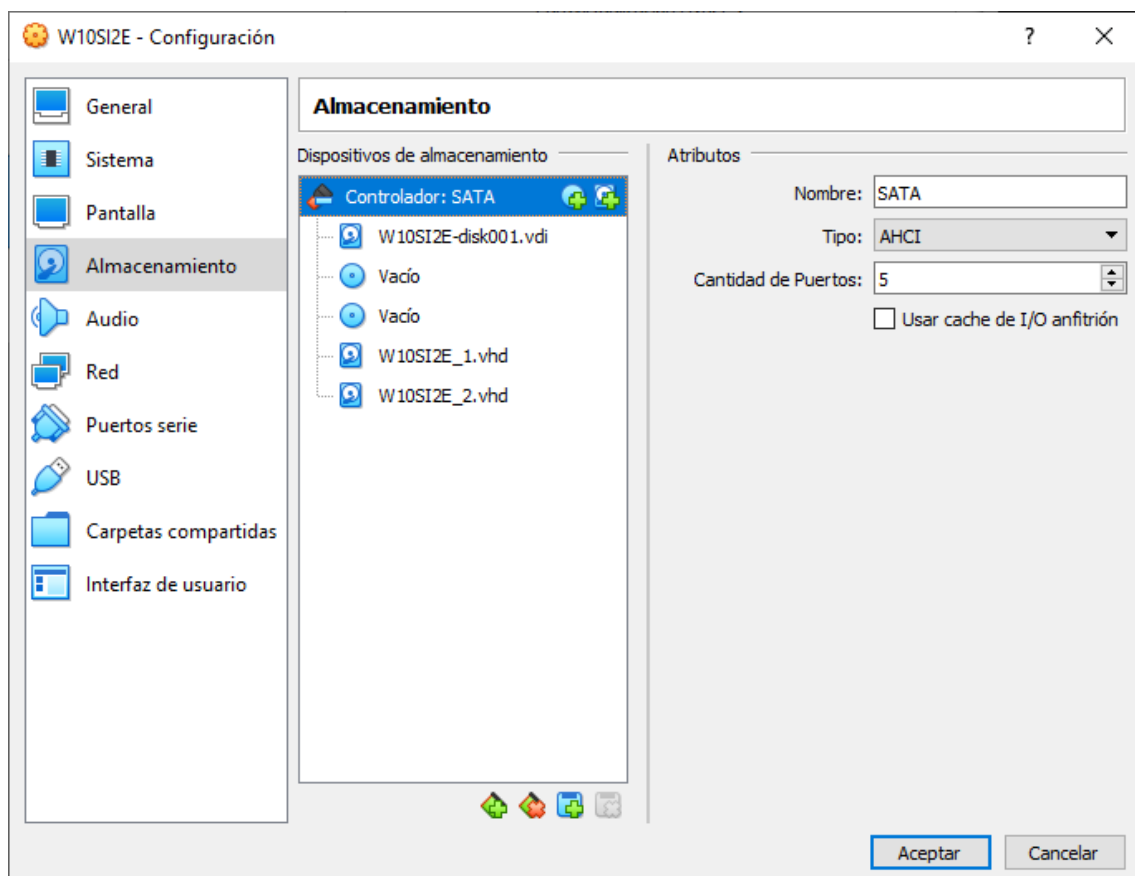 W10SI2E - Configuración
?
General
Sistema
Pantalla
Almacenamiento
Audio
Red
Puertos serie
USB
Carpetas compartidas
Interfaz de usuario
Almacenamiento
Dispositivos de almacenamiento
Controlador: SATA
W10SI2E-disk001.vdi
Vacío
Vacío
W10SI2E_1.vhd
W10SI2E_2.vhd
Atributos
Nombre: SATA
Tipo: AHCI
Cantidad de Puertos: 5
Usar cache de I/O anfitrión
Aceptar
Cancelar